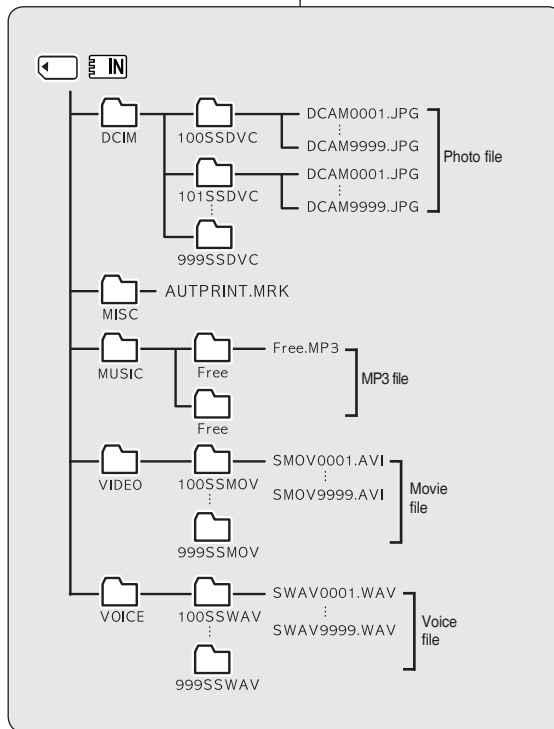 IN
DCIM
100SSDVC
DCAM0001.JPG
DCAM9999.JPG
Photo file
101SSDVC
DCAM0001.JPG
DCAM9999.JPG
999SSDVC
MISC
AUTPRINT.MRK
MUSIC
Free
Free.MP3
MP3 file
Free
VIDEO
100SSMOV
SMOV0001.AVI
SMOV9999.AVI
Movie
file
999SSMOV
VOICE
100SSWAV
SWAV0001.WAV
SWAV9999.WAV
Voice
file
999SSWAV